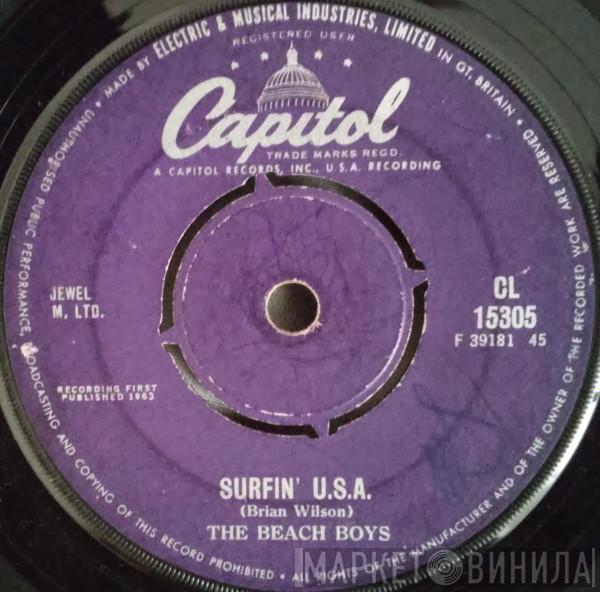 MADE BY ELECTRIC & MUSICAL INDUSTRIES, LIMITED IN GT. BRITAIN
REGISTERED USER
Capitol
TRADE MARKS REGD.
A CAPITOL RECORDS, INC., U.S.A. RECORDING
JEWEL
M. LTD.
CL
15305
F 39181 45
RECORDING FIRST
PUBLISHED 1963
SURFIN' U.S.A.
(Brian Wilson)
THE BEACH BOYS
UNAUTHORISED PUBLIC PERFORMANCE, BROADCASTING AND COPYING OF THIS RECORD PROHIBITED • ALL RIGHTS OF THE MANUFACTURER AND OF THE OWNER OF THE RECORDED WORK ARE RESERVED •
МАРКЕТ ВИНИЛА